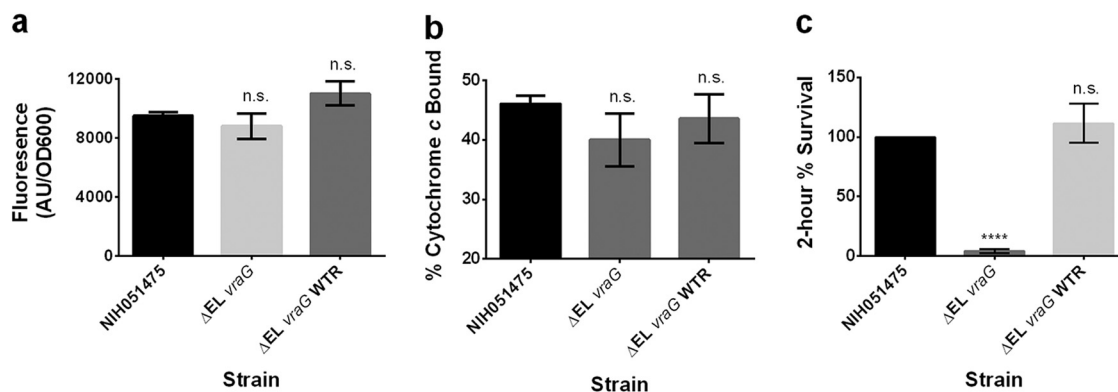 a
Fluoresence
(AU/OD600)
12000
8000
4000
0
n.s.
n.s.
NIH051475
ΔEL vraG
ΔEL vraG WTR
Strain
b
% Cytochrome c Bound
60
50
40
30
20
n.s.
n.s.
NIH051475
ΔEL vraG
ΔEL vraG WTR
Strain
c
2-hour % Survival
150
100
50
0
****
n.s.
NIH051475
ΔEL vraG
ΔEL vraG WTR
Strain